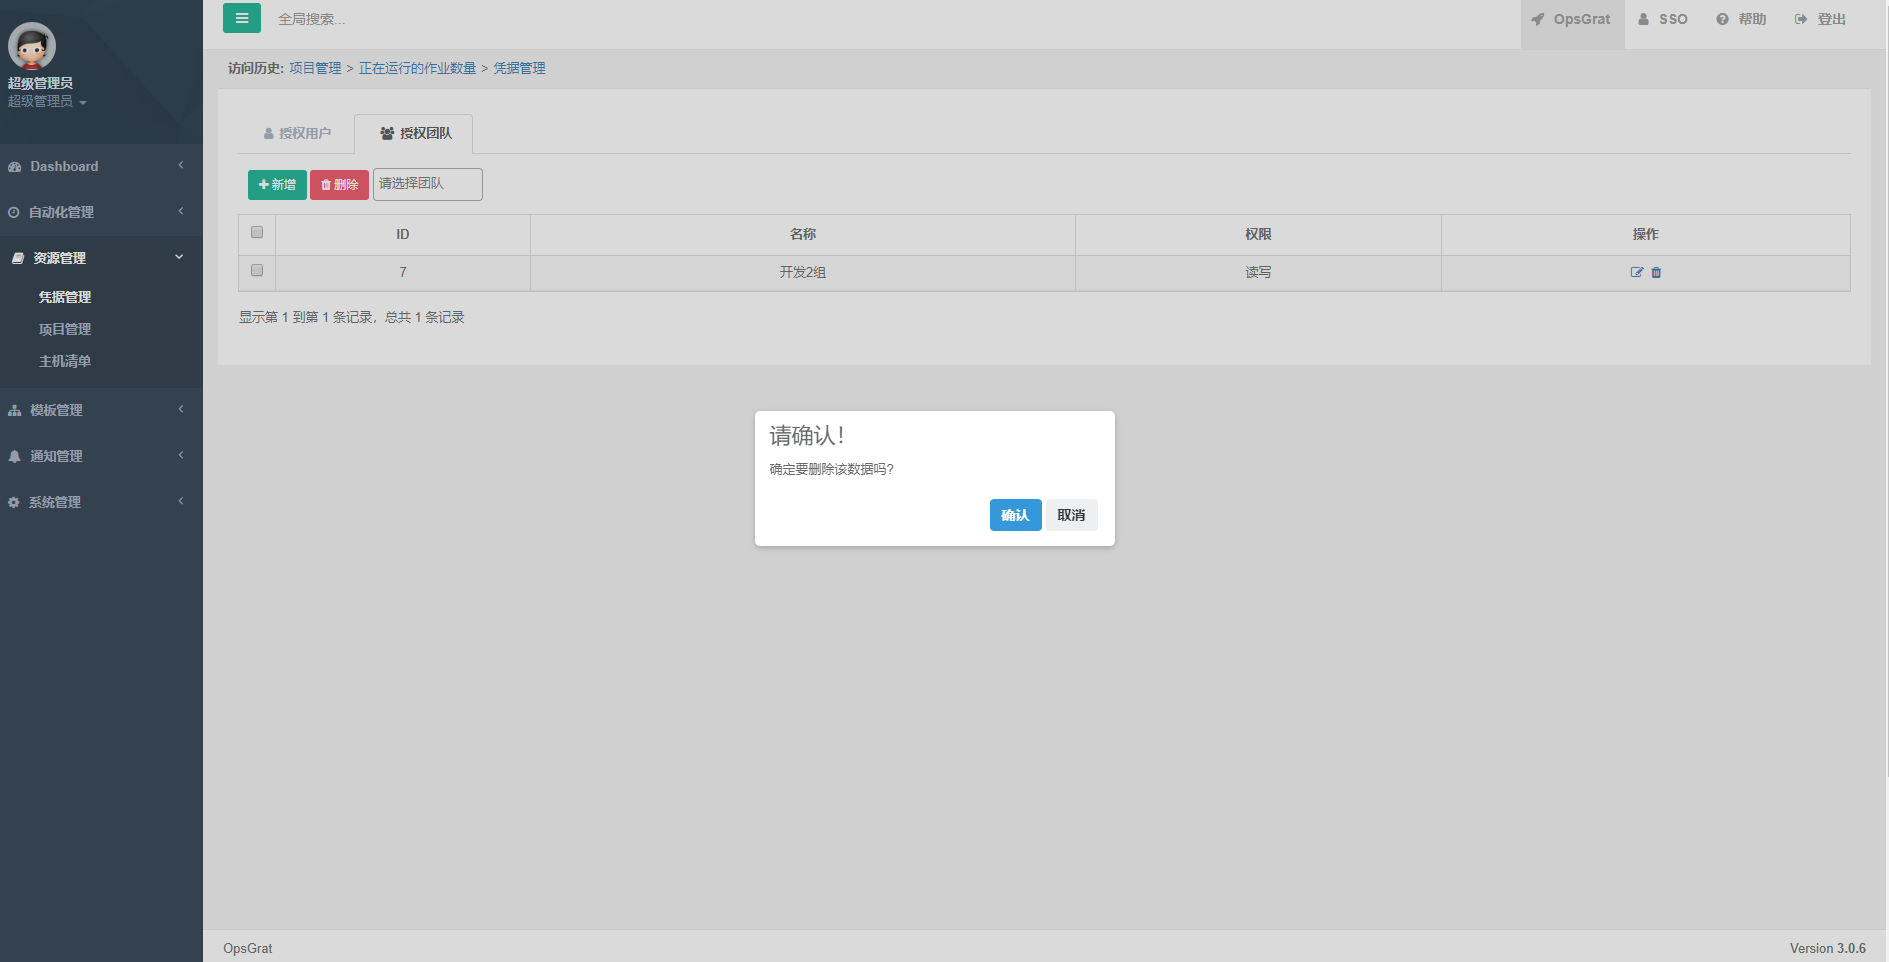 超级管理员
超级管理员
Dashboard
自动化管理
资源管理
凭据管理
项目管理
主机清单
模板管理
通知管理
系统管理
全局搜索...
OpsGrat SSO 帮助 登出
访问历史: 项目管理 > 正在运行的作业数量 > 凭据管理
授权用户 授权团队
新增 删除 请选择团队
ID 名称 权限 操作
7 开发2组 读写
显示第 1 到第 1 条记录，总共 1 条记录
请确认！
确定要删除该数据吗?
确认 取消
OpsGrat Version 3.0.6